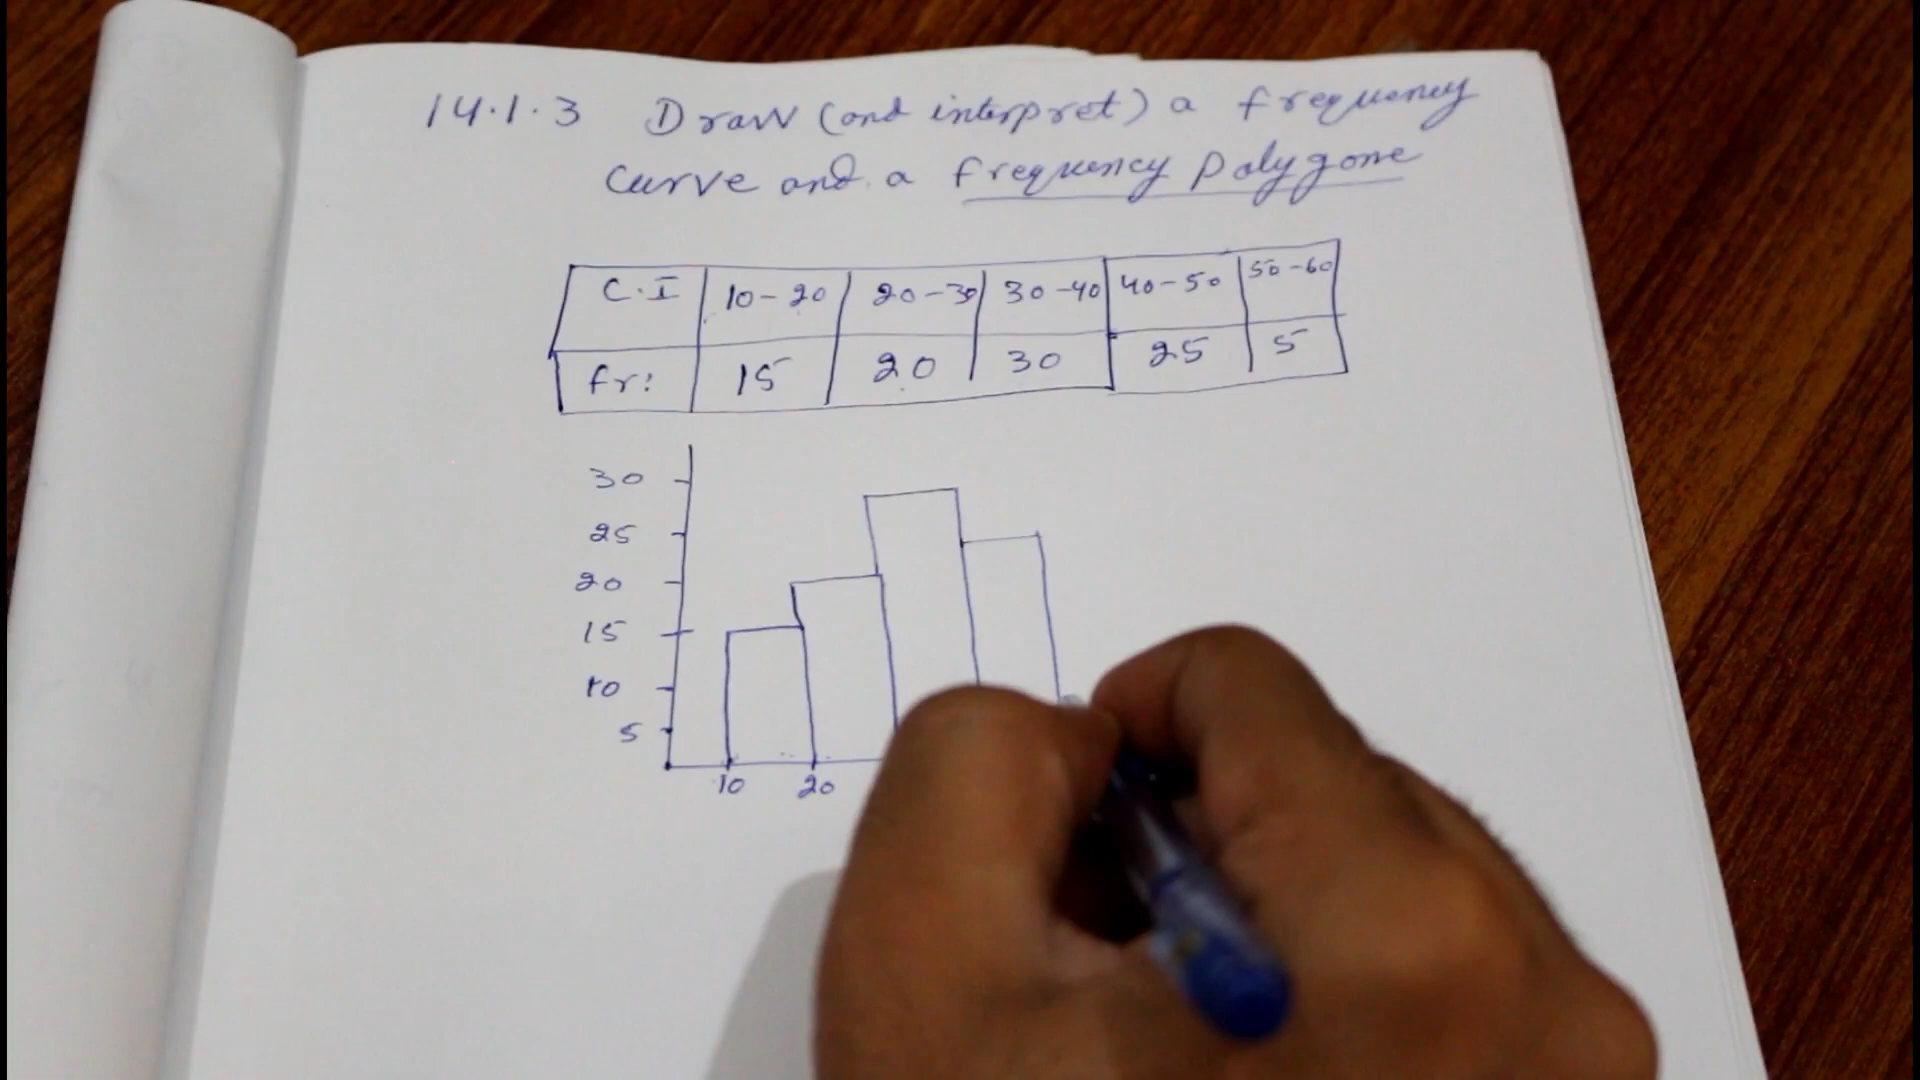 14.1.3 Draw (and interpret) a frequency
curve and a frequency polygone
C.I 10-20 20-30 30-40 40-50 50-60
fr: 15 20 30 25 5
30
25
20
15
10
5
10 20